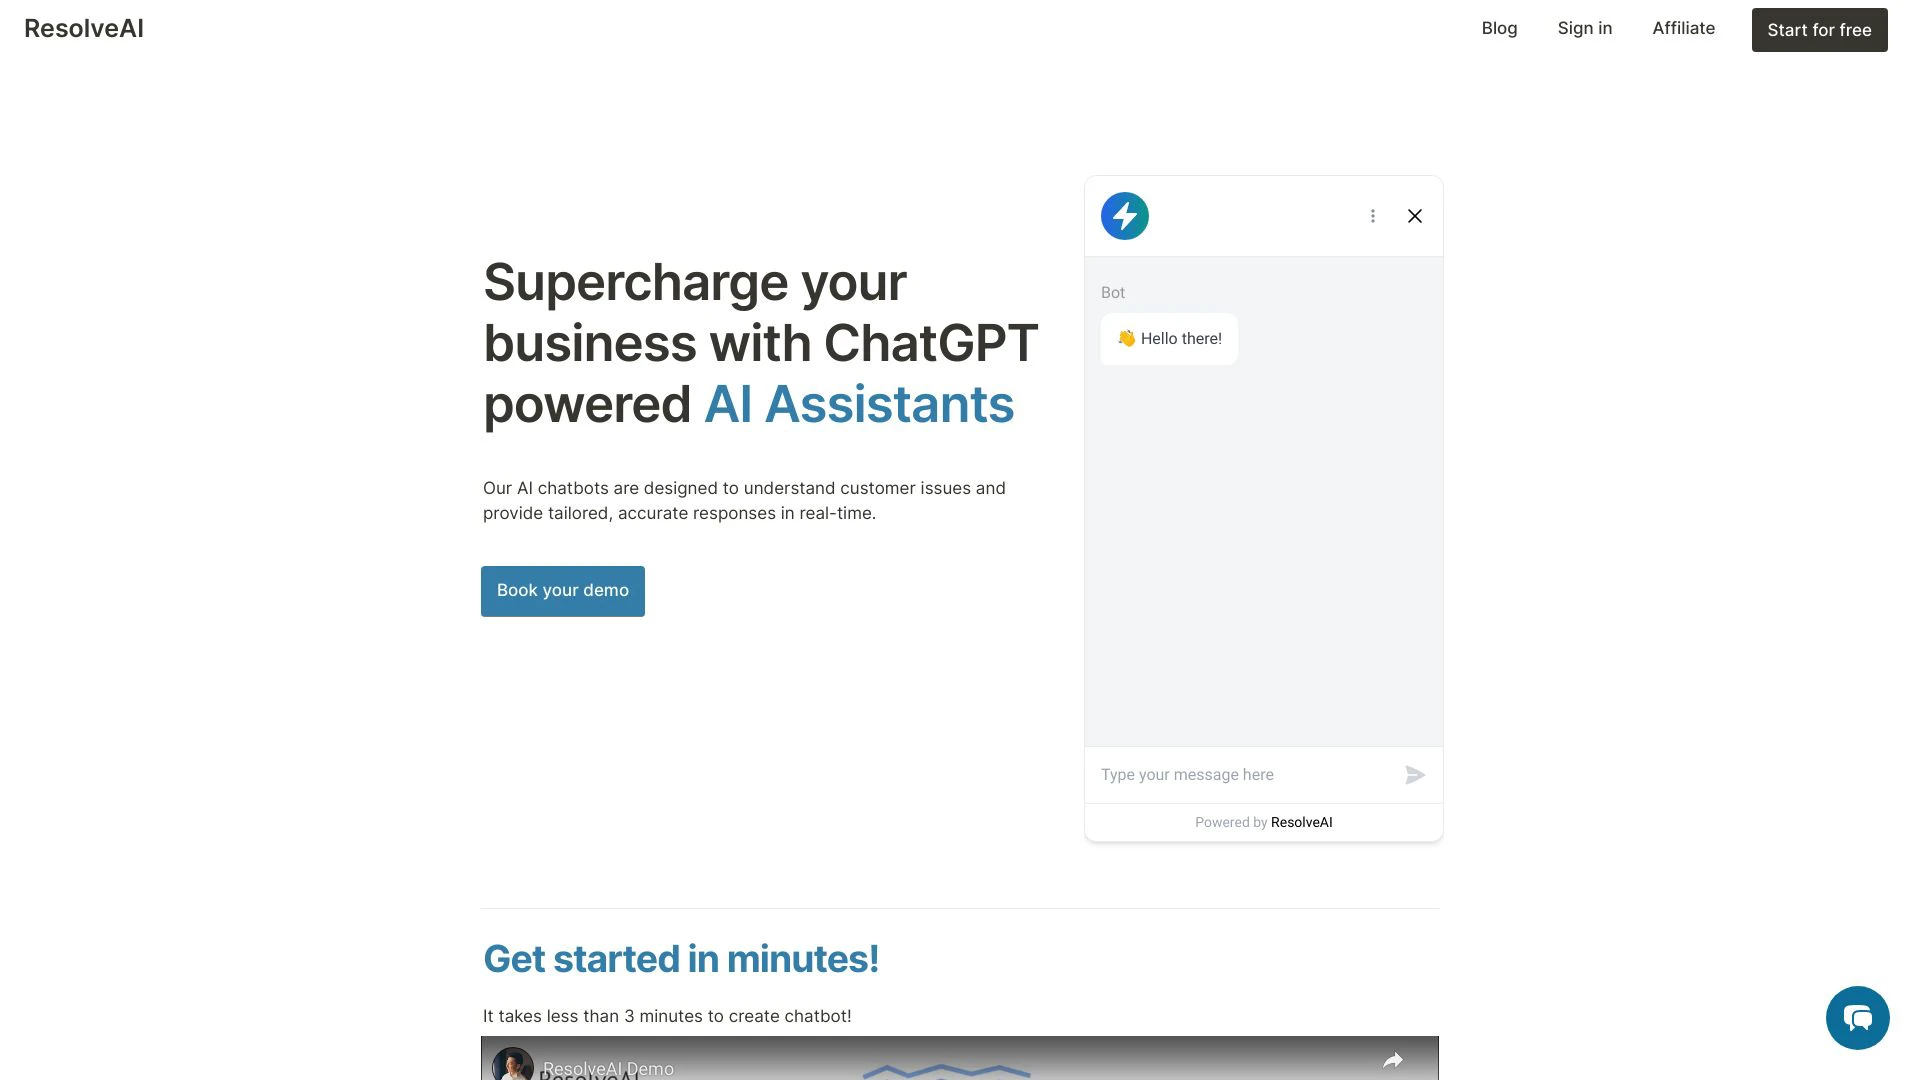 ResolveAI
Blog
Sign in
Affiliate
Start for free
Supercharge your
business with ChatGPT
powered AI Assistants
Our AI chatbots are designed to understand customer issues and
provide tailored, accurate responses in real-time.
Book your demo
Bot
👋 Hello there!
Type your message here
Powered by ResolveAI
Get started in minutes!
It takes less than 3 minutes to create chatbot!
ResolveAI Demo
ResolveAI